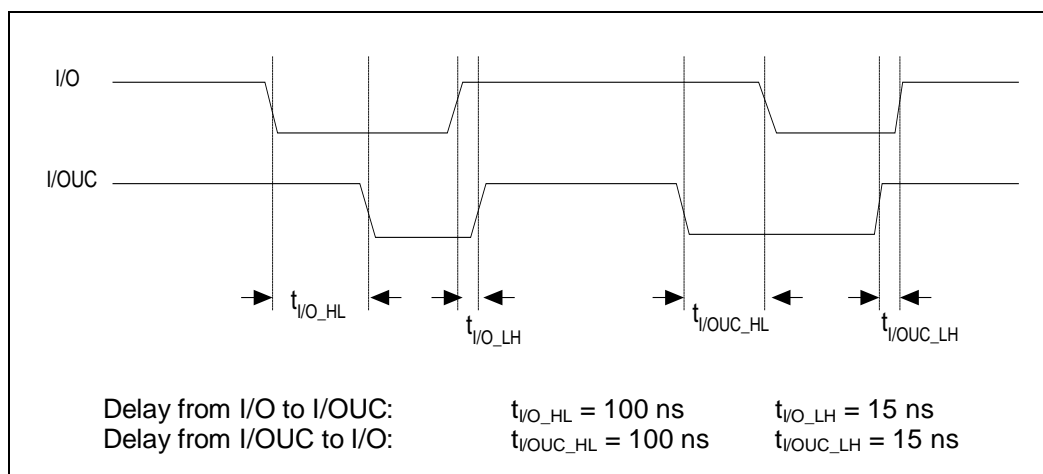 I/O
I/OUC
tI/O_HL
tI/O_LH
tI/OUC_HL
tI/OUC_LH
Delay from I/O to I/OUC: tI/O_HL = 100 ns tI/O_LH = 15 ns
Delay from I/OUC to I/O: tI/OUC_HL = 100 ns tI/OUC_LH = 15 ns